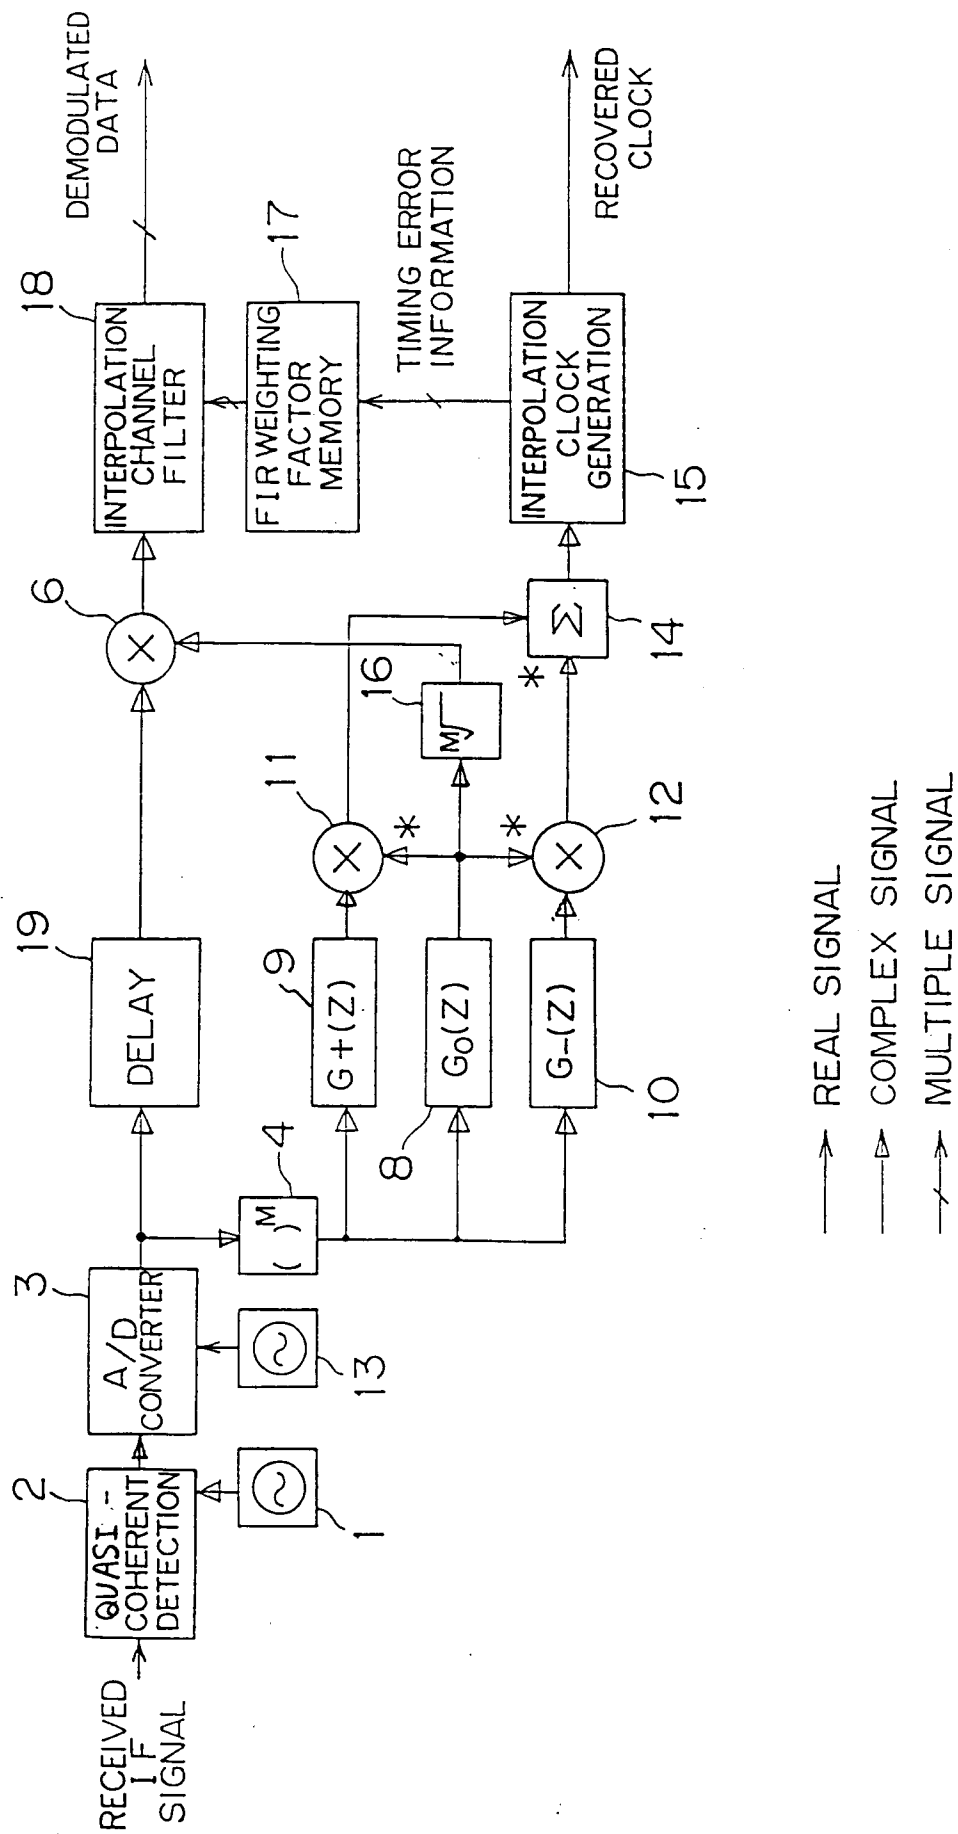 RECEIVED
IF
SIGNAL
2
QUASI-
COHERENT
DETECTION
1
3
A/D
CONVERTER
13
4
( )M
19
DELAY
9
G+(Z)
8
G0(Z)
10
G-(Z)
11
×
*
*
12
×
16
M√
6
×
*
Σ
14
18
INTERPOLATION
CHANNEL
FILTER
17
FIR WEIGHTING
FACTOR
MEMORY
TIMING ERROR
INFORMATION
INTERPOLATION
CLOCK
GENERATION
15
DEMODULATED
DATA
RECOVERED
CLOCK
REAL SIGNAL
COMPLEX SIGNAL
MULTIPLE SIGNAL